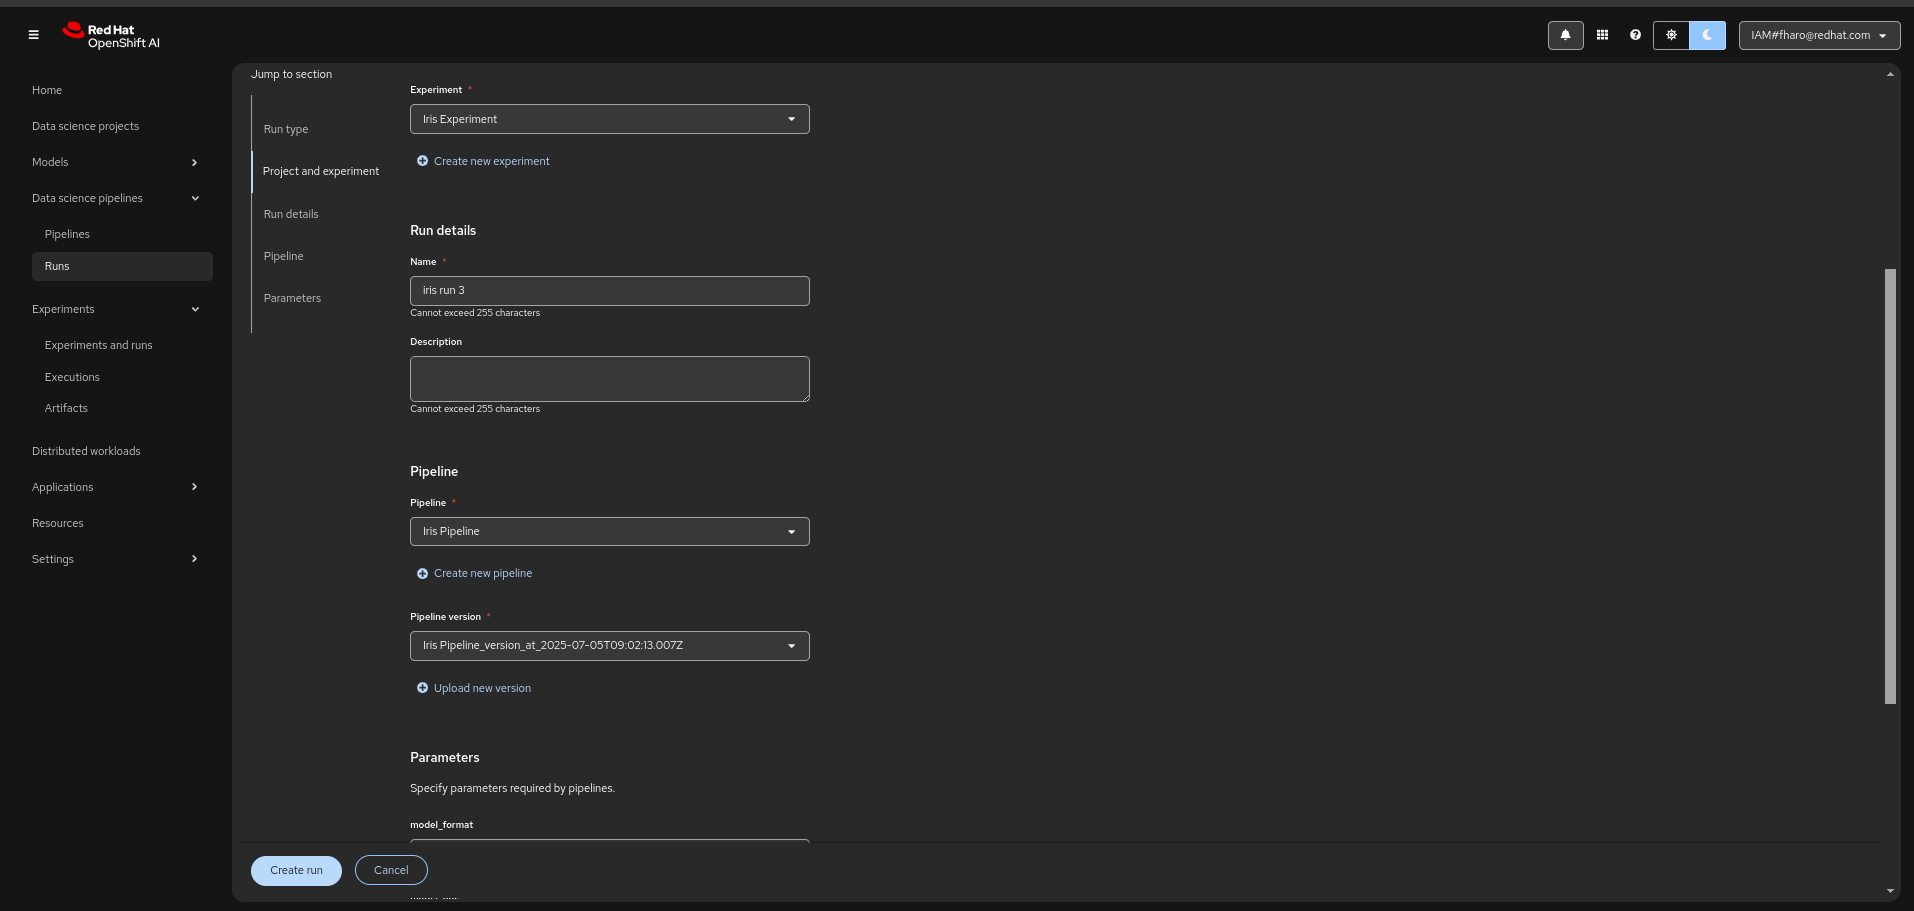 Red Hat
OpenShift AI
IAM#fharo@redhat.com
Home
Data science projects
Models
Data science pipelines
Pipelines
Runs
Experiments
Experiments and runs
Executions
Artifacts
Distributed workloads
Applications
Resources
Settings
Jump to section
Run type
Project and experiment
Run details
Pipeline
Parameters
Experiment *
Iris Experiment
Create new experiment
Run details
Name *
iris run 3
Cannot exceed 255 characters
Description
Cannot exceed 255 characters
Pipeline
Pipeline *
Iris Pipeline
Create new pipeline
Pipeline version *
Iris Pipeline_version_at_2025-07-05T09:02:13.007Z
Upload new version
Parameters
Specify parameters required by pipelines.
model_format
Create run
Cancel